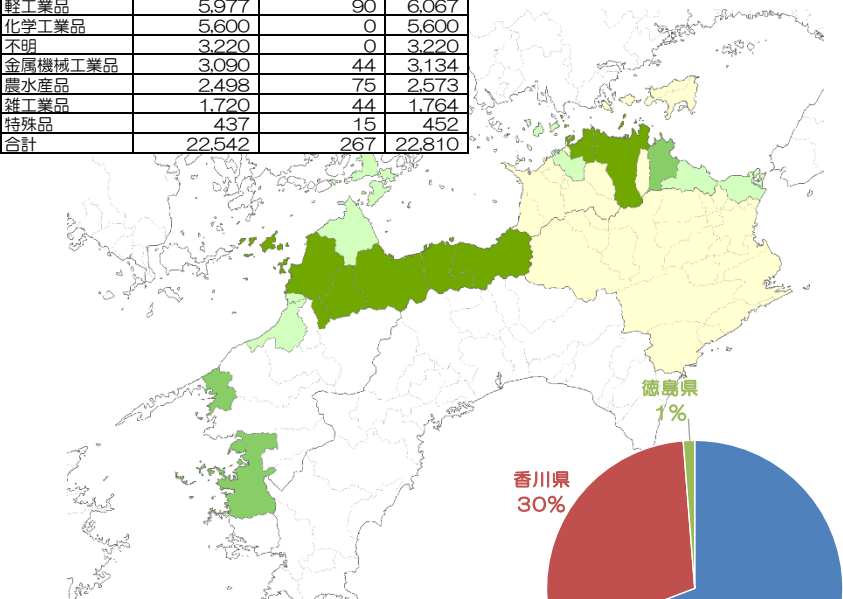 軽工業品 5,977 90 6,067
化学工業品 5,600 0 5,600
不明 3,220 0 3,220
金属機械工業品 3,090 44 3,134
農水産品 2,498 75 2,573
雑工業品 1,720 44 1,764
特殊品 437 15 452
合計 22,542 267 22,810
徳島県
1%
香川県
30%